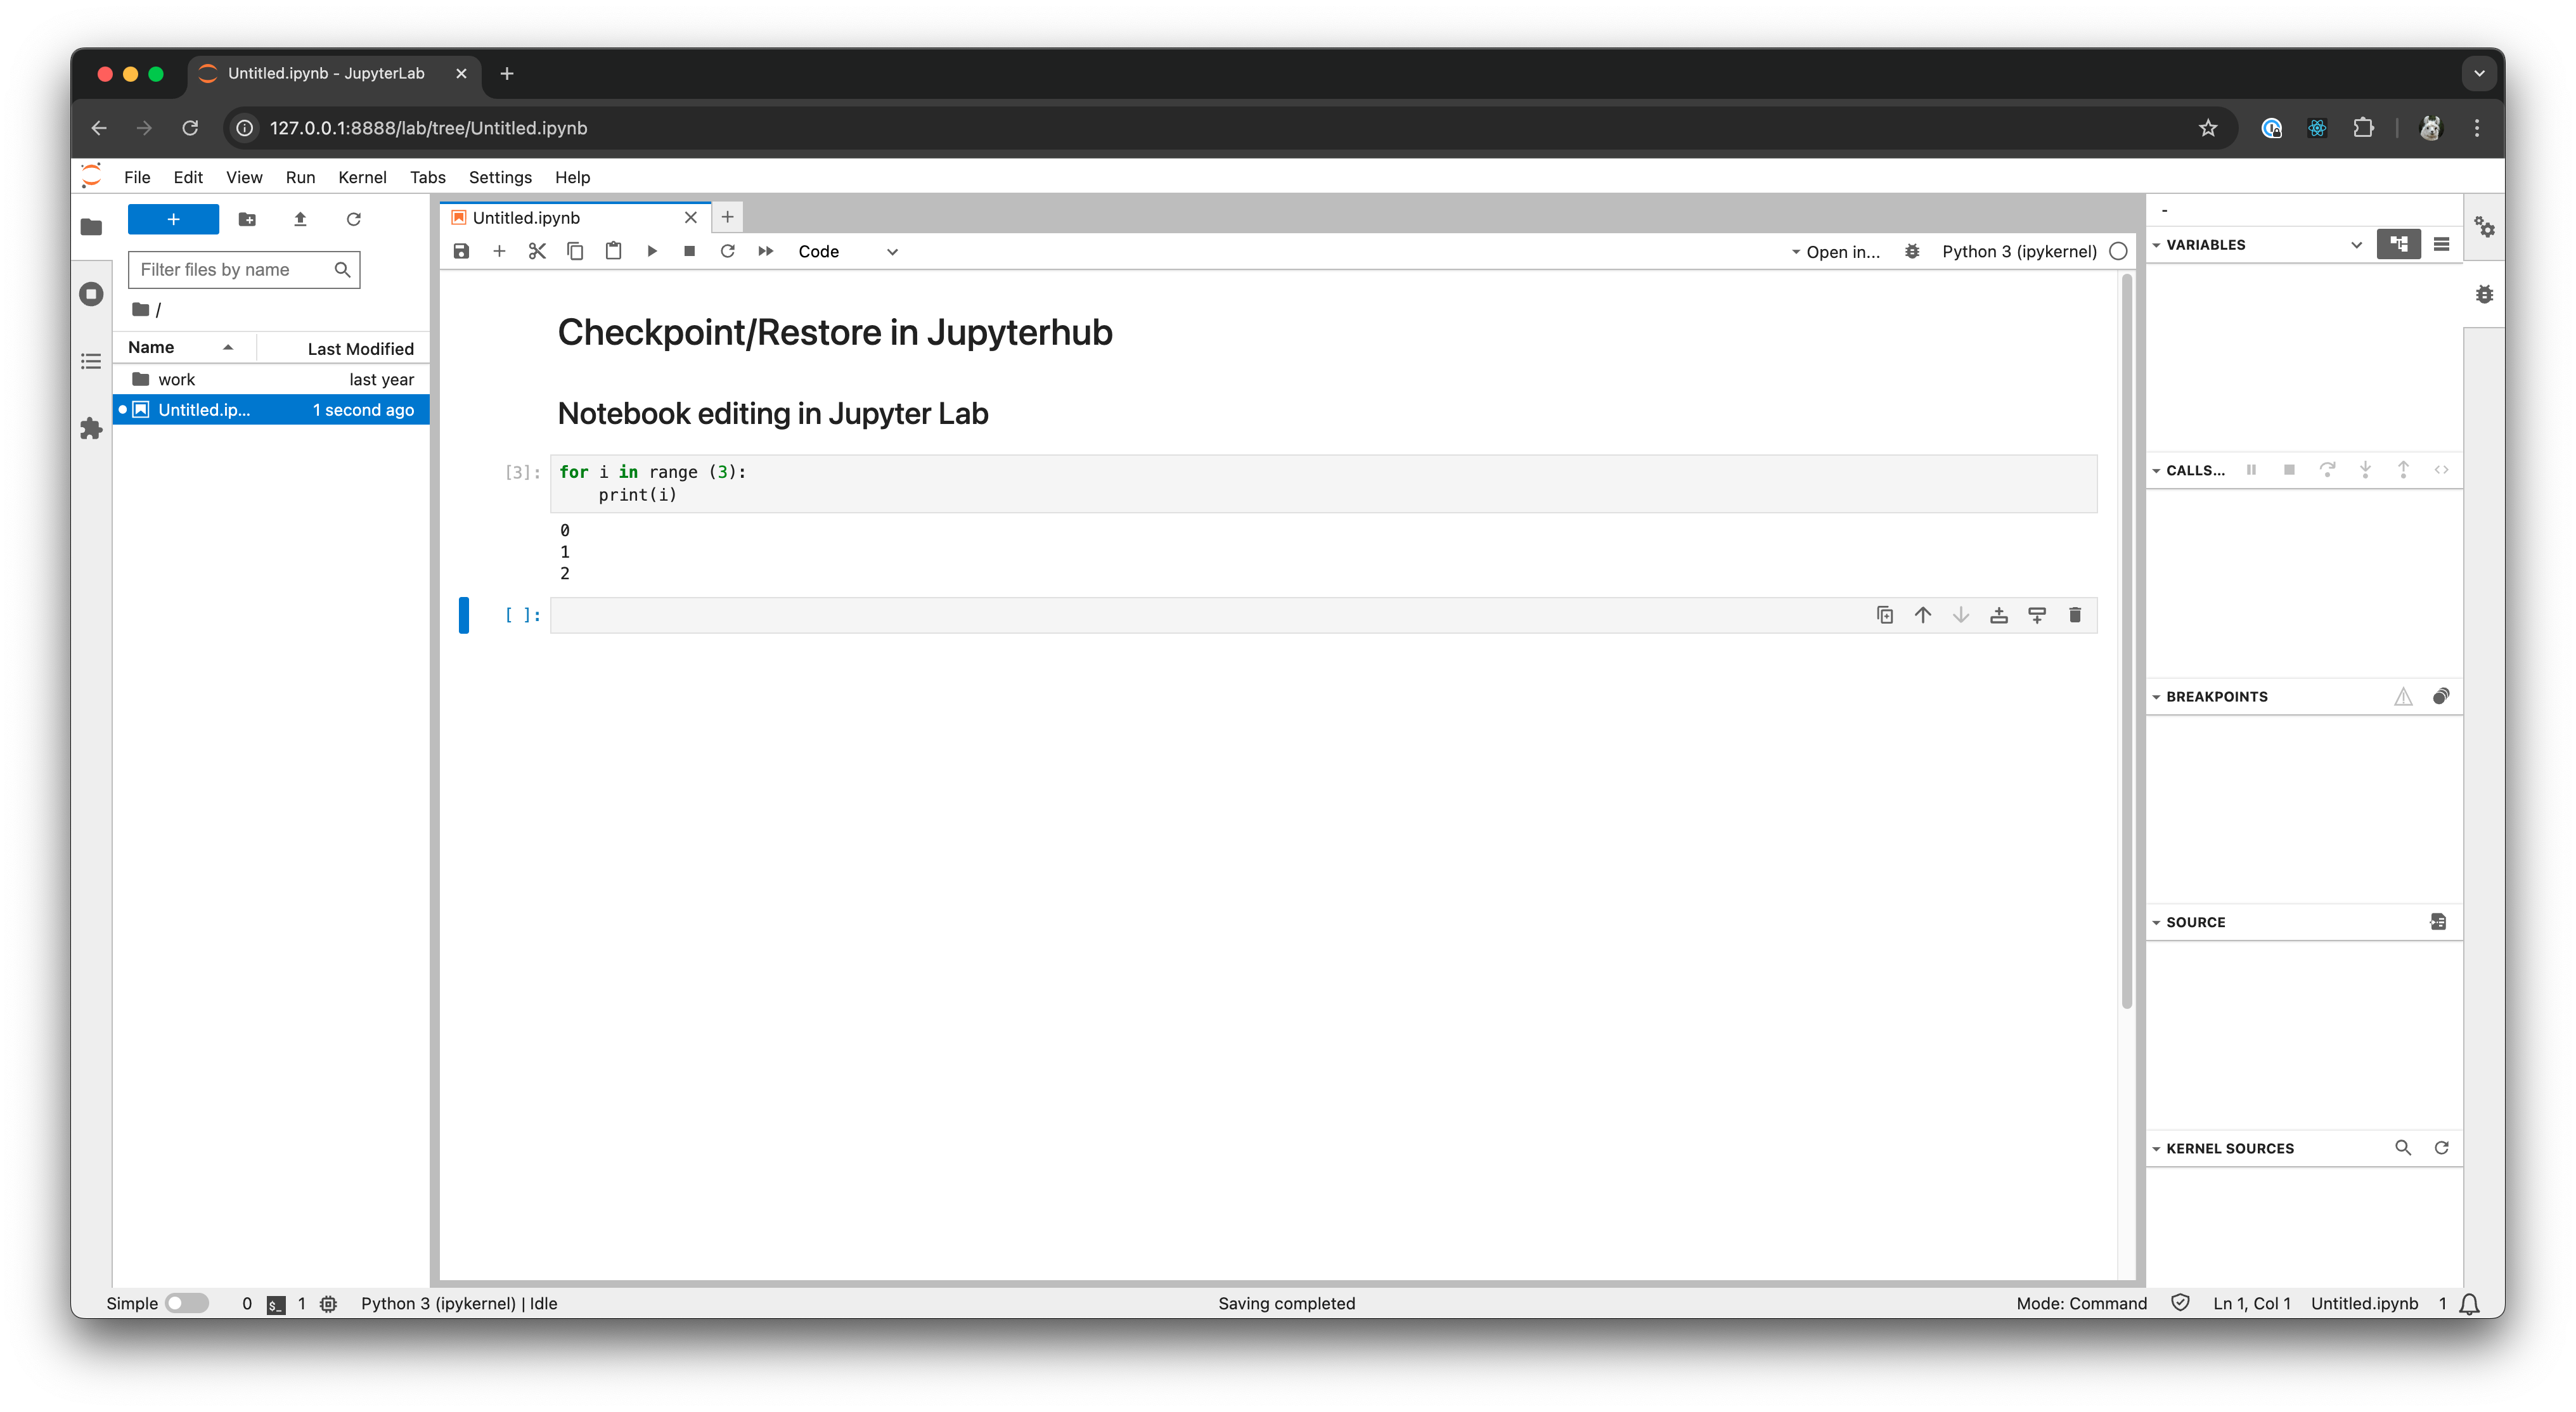 Untitled.ipynb - JupyterLab
127.0.0.1:8888/lab/tree/Untitled.ipynb
File Edit View Run Kernel Tabs Settings Help
Filter files by name
/
Name Last Modified
work last year
Untitled.ip... 1 second ago
Untitled.ipynb
Code Open in... Python 3 (ipykernel)
Checkpoint/Restore in Jupyterhub
Notebook editing in Jupyter Lab
[3]: for i in range (3):
print(i)
0
1
2
[ ]:
-
VARIABLES
CALLS...
BREAKPOINTS
SOURCE
KERNEL SOURCES
Simple 0 $_ 1 Python 3 (ipykernel) | Idle Saving completed Mode: Command Ln 1, Col 1 Untitled.ipynb 1